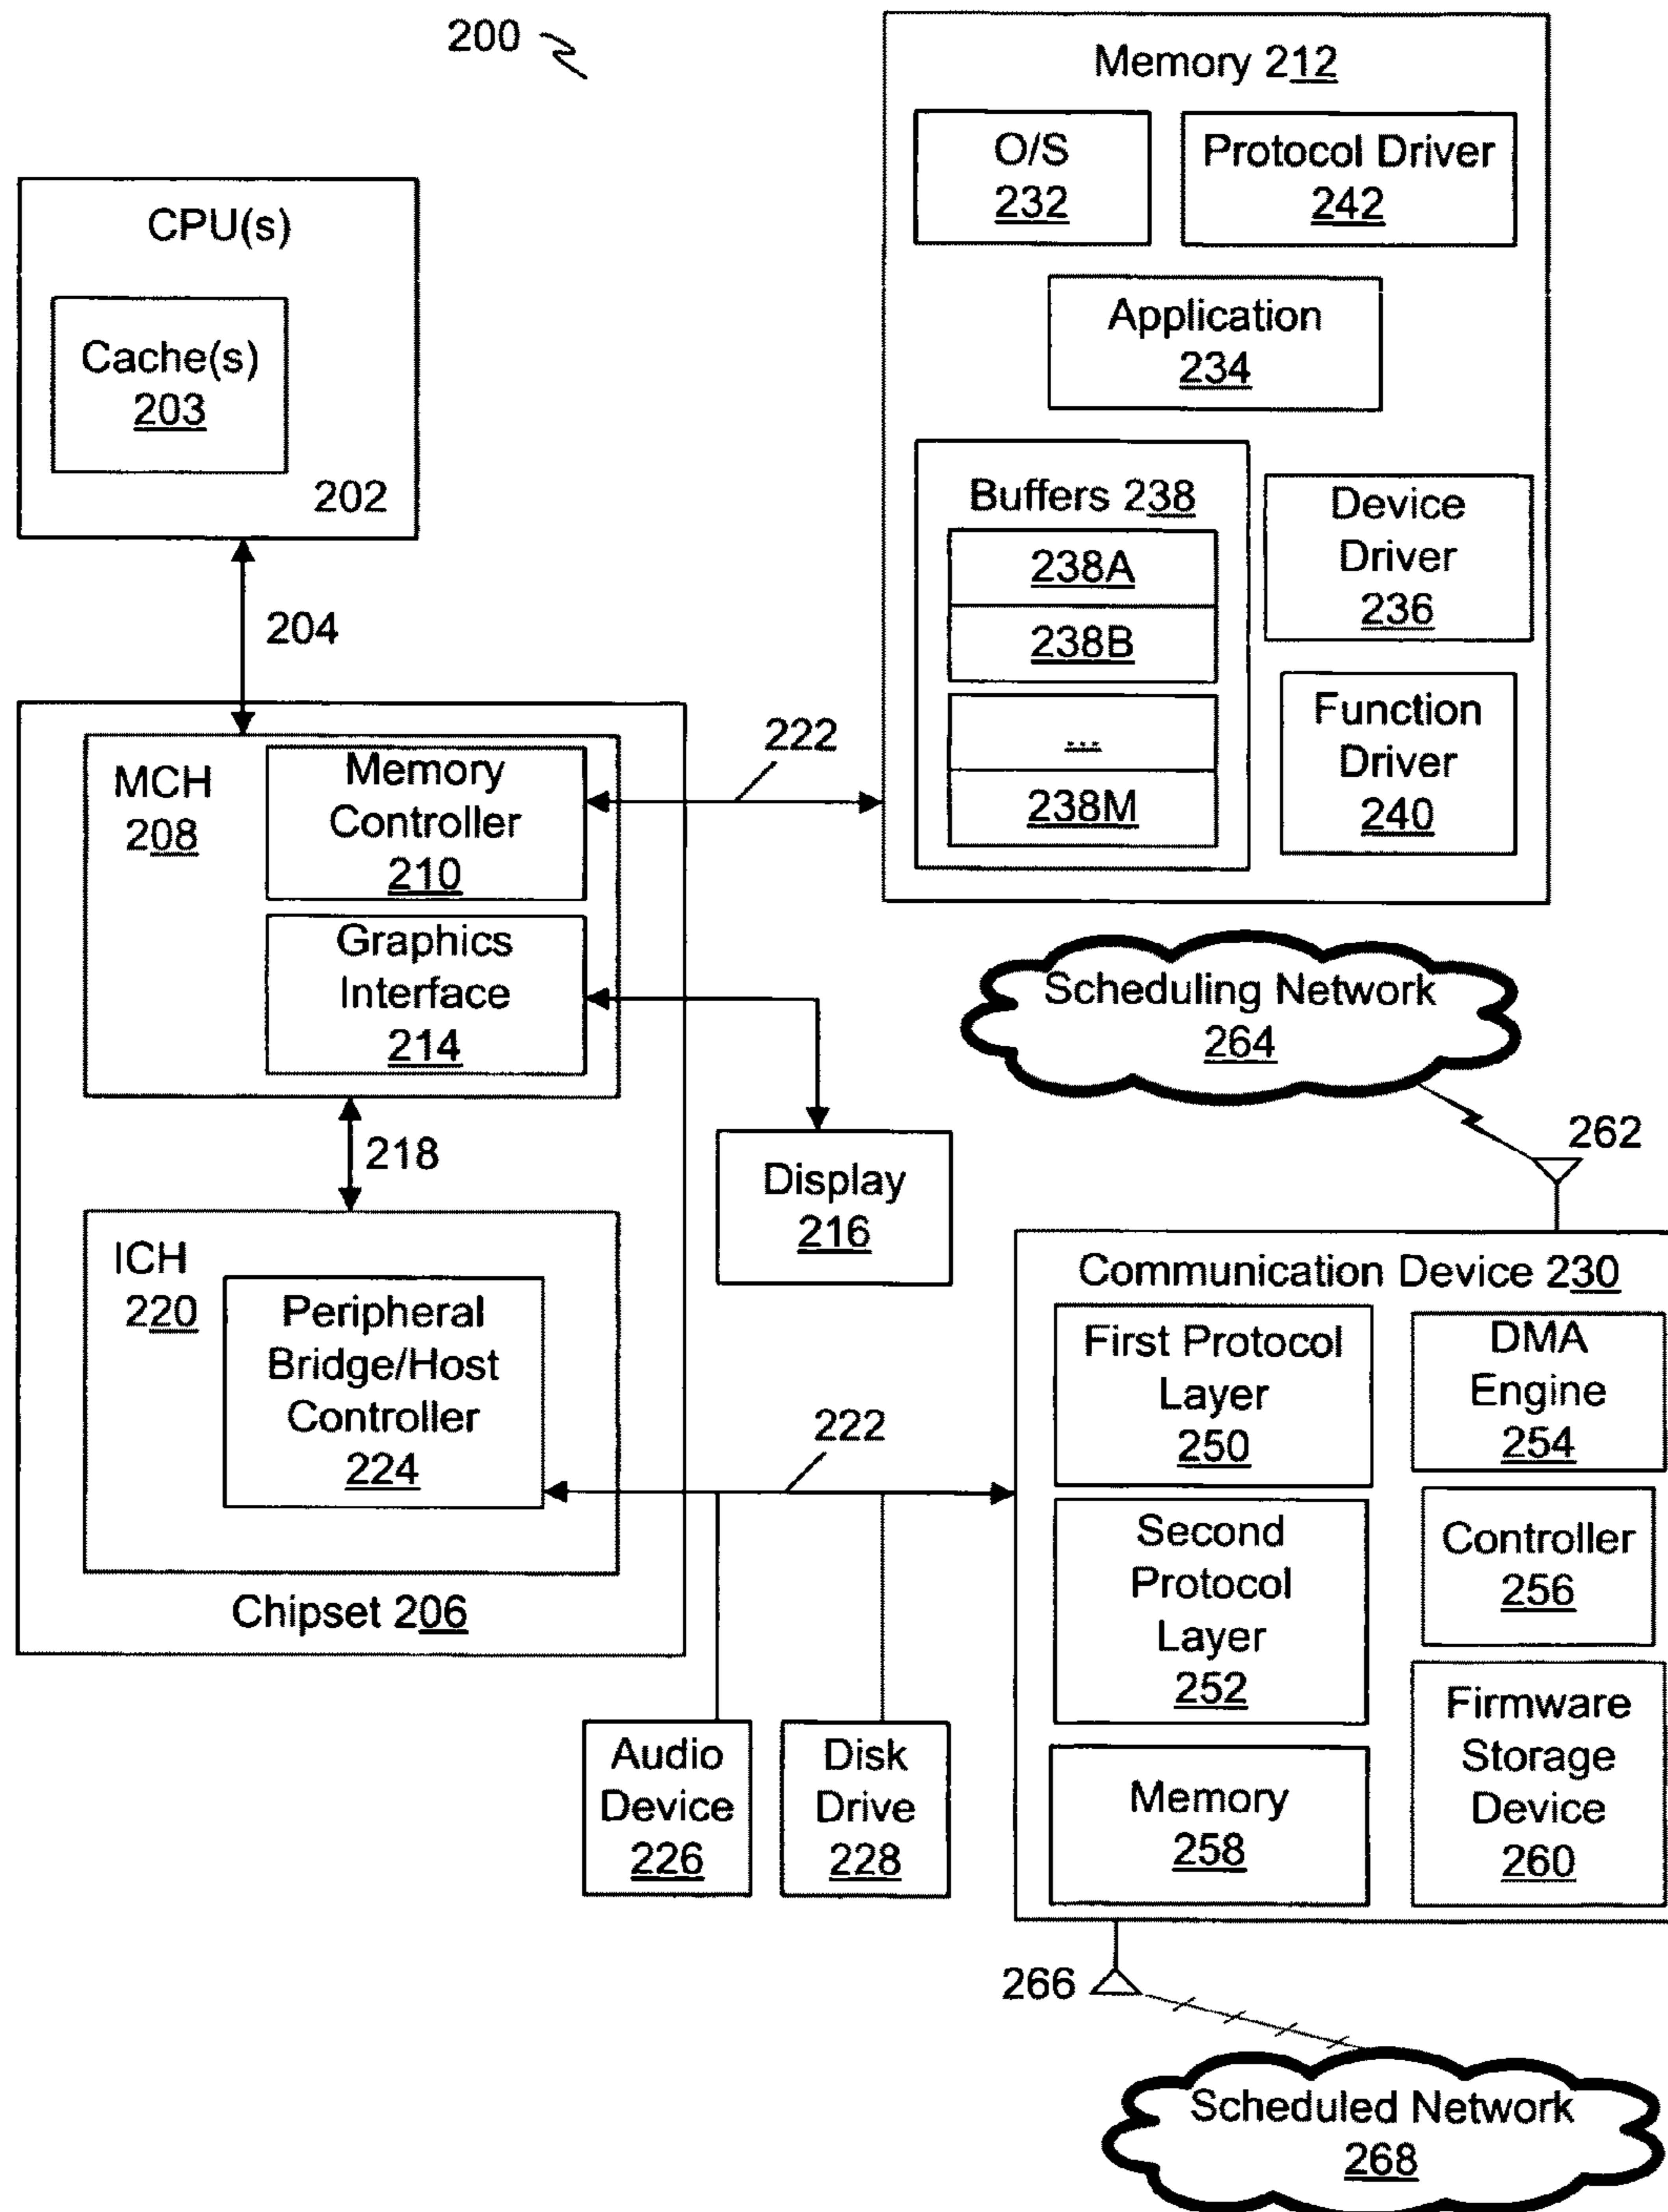 200
Memory 212
O/S
232
Protocol Driver
242
CPU(s)
Cache(s)
203
202
Application
234
Buffers 238
238A
238B
...
238M
Device
Driver
236
Function
Driver
240
204
222
MCH
208
Memory
Controller
210
Graphics
Interface
214
Scheduling Network
264
218
262
Display
216
ICH
220
Peripheral
Bridge/Host
Controller
224
Chipset 206
222
Communication Device 230
First Protocol
Layer
250
DMA
Engine
254
Second
Protocol
Layer
252
Controller
256
Memory
258
Firmware
Storage
Device
260
Audio
Device
226
Disk
Drive
228
266
Scheduled Network
268